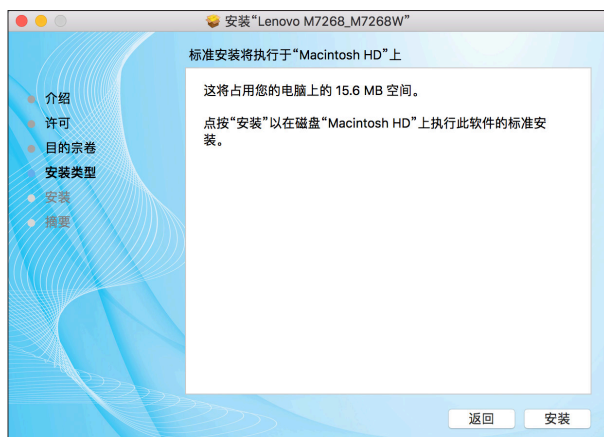 安装“Lenovo M7268_M7268W”
标准安装将执行于“Macintosh HD”上
介绍
许可
目的宗卷
安装类型
安装
摘要
这将占用您的电脑上的 15.6 MB 空间。
点按“安装”以在磁盘“Macintosh HD”上执行此软件的标准安
装。
返回
安装